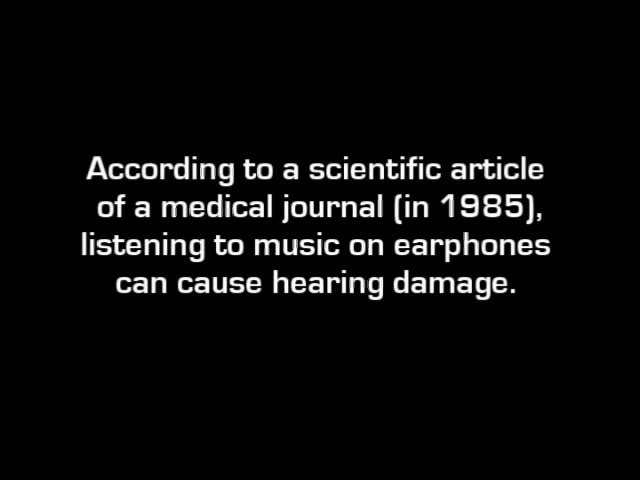 According to a scientific article
of a medical journal (in 1985),
listening to music on earphones
can cause hearing damage.